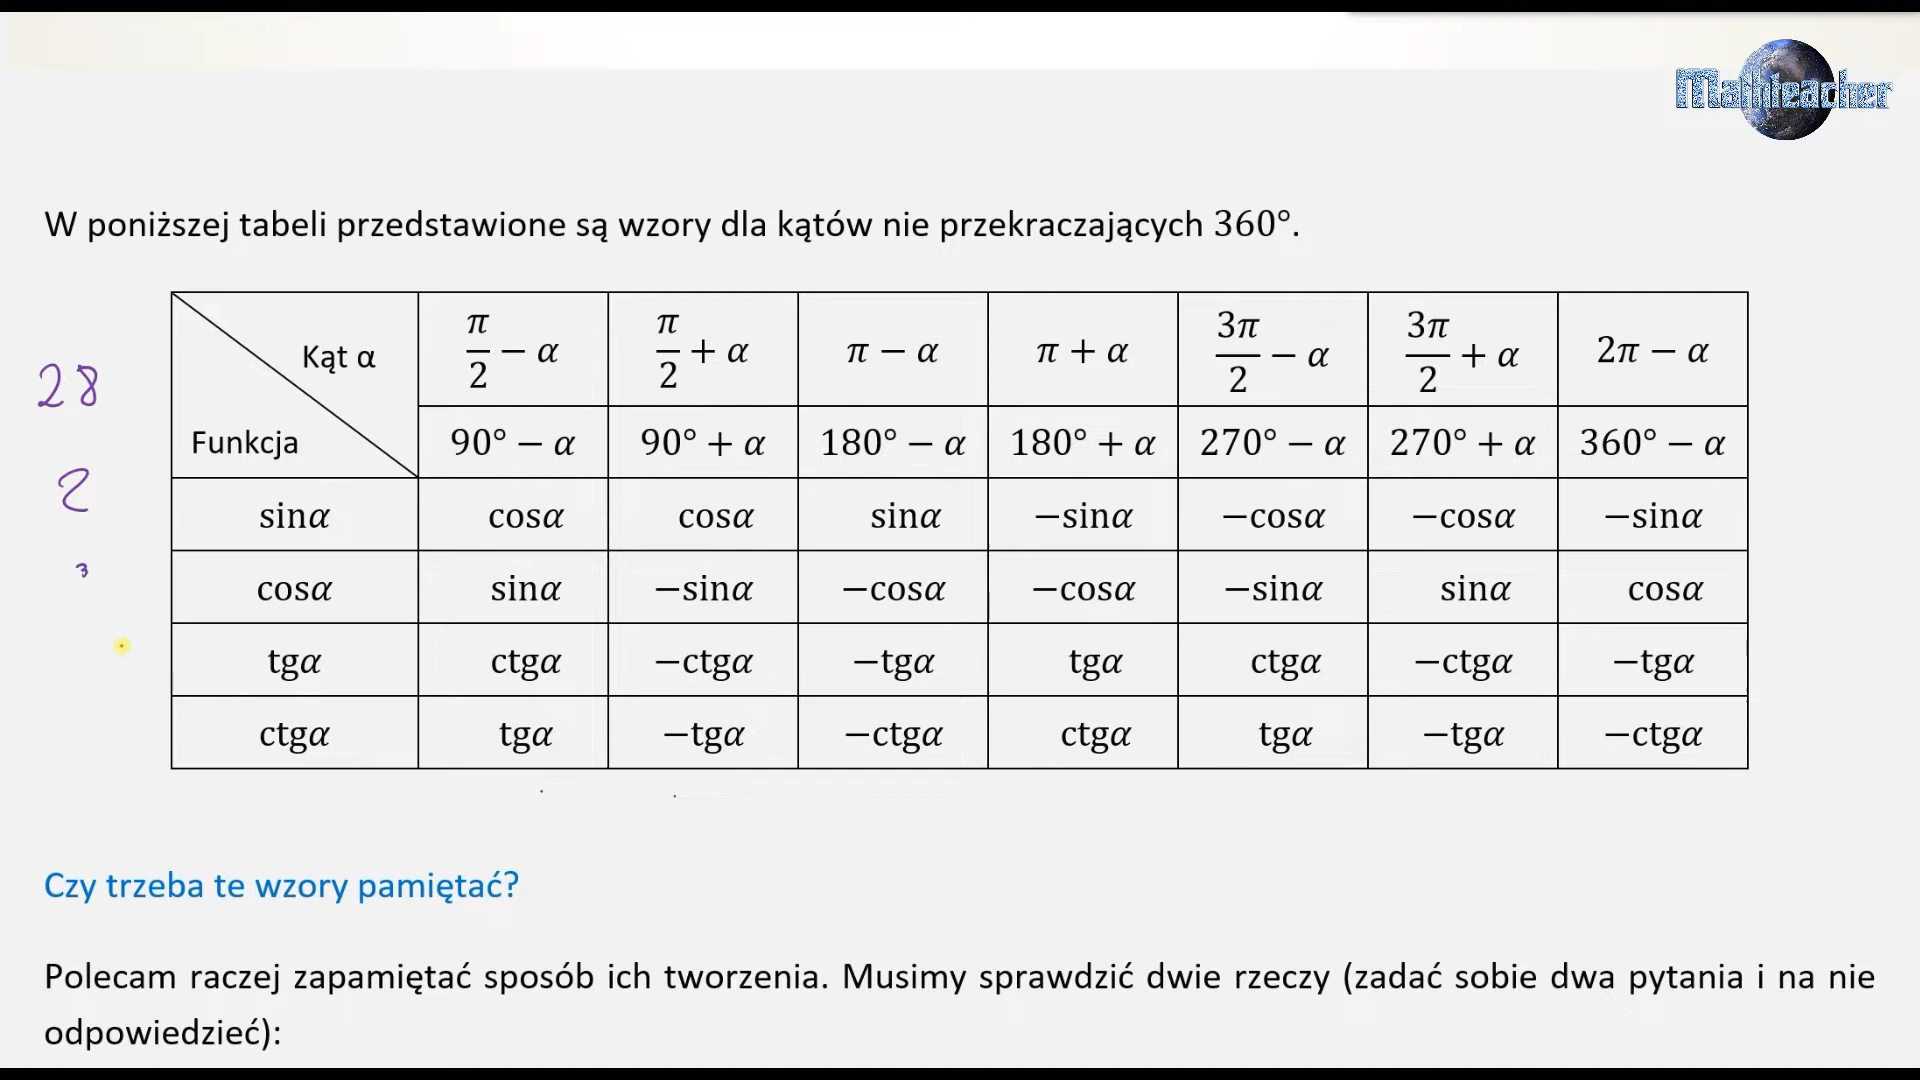 Mathteacher
W poniższej tabeli przedstawione są wzory dla kątów nie przekraczających 360°.
Kąt α
Funkcja
π/2 − α | π/2 + α | π − α | π + α | 3π/2 − α | 3π/2 + α | 2π − α
90° − α | 90° + α | 180° − α | 180° + α | 270° − α | 270° + α | 360° − α
sinα | cosα | cosα | sinα | −sinα | −cosα | −cosα | −sinα
cosα | sinα | −sinα | −cosα | −cosα | −sinα | sinα | cosα
tgα | ctgα | −ctgα | −tgα | tgα | ctgα | −ctgα | −tgα
ctgα | tgα | −tgα | −ctgα | ctgα | tgα | −tgα | −ctgα
28
2
3
Czy trzeba te wzory pamiętać?
Polecam raczej zapamiętać sposób ich tworzenia. Musimy sprawdzić dwie rzeczy (zadać sobie dwa pytania i na nie
odpowiedzieć):